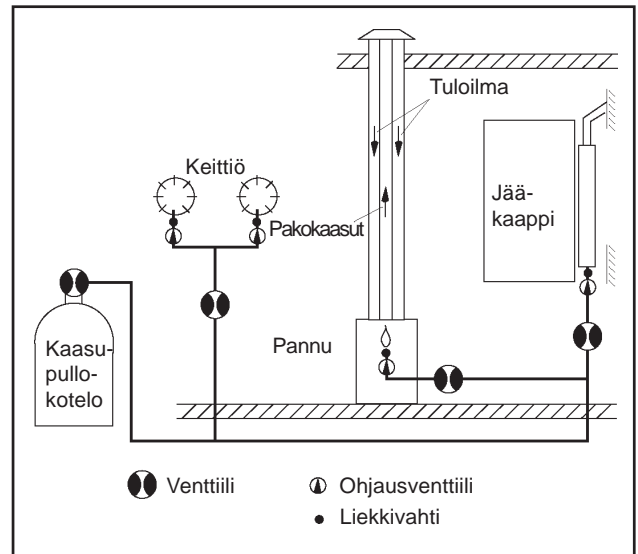 Tuloilma
Keittiö
Pakokaasut
Jää-
kaappi
Kaasu-
pullo-
kotelo
Pannu
Venttiili
Ohjausventtiili
Liekkivahti